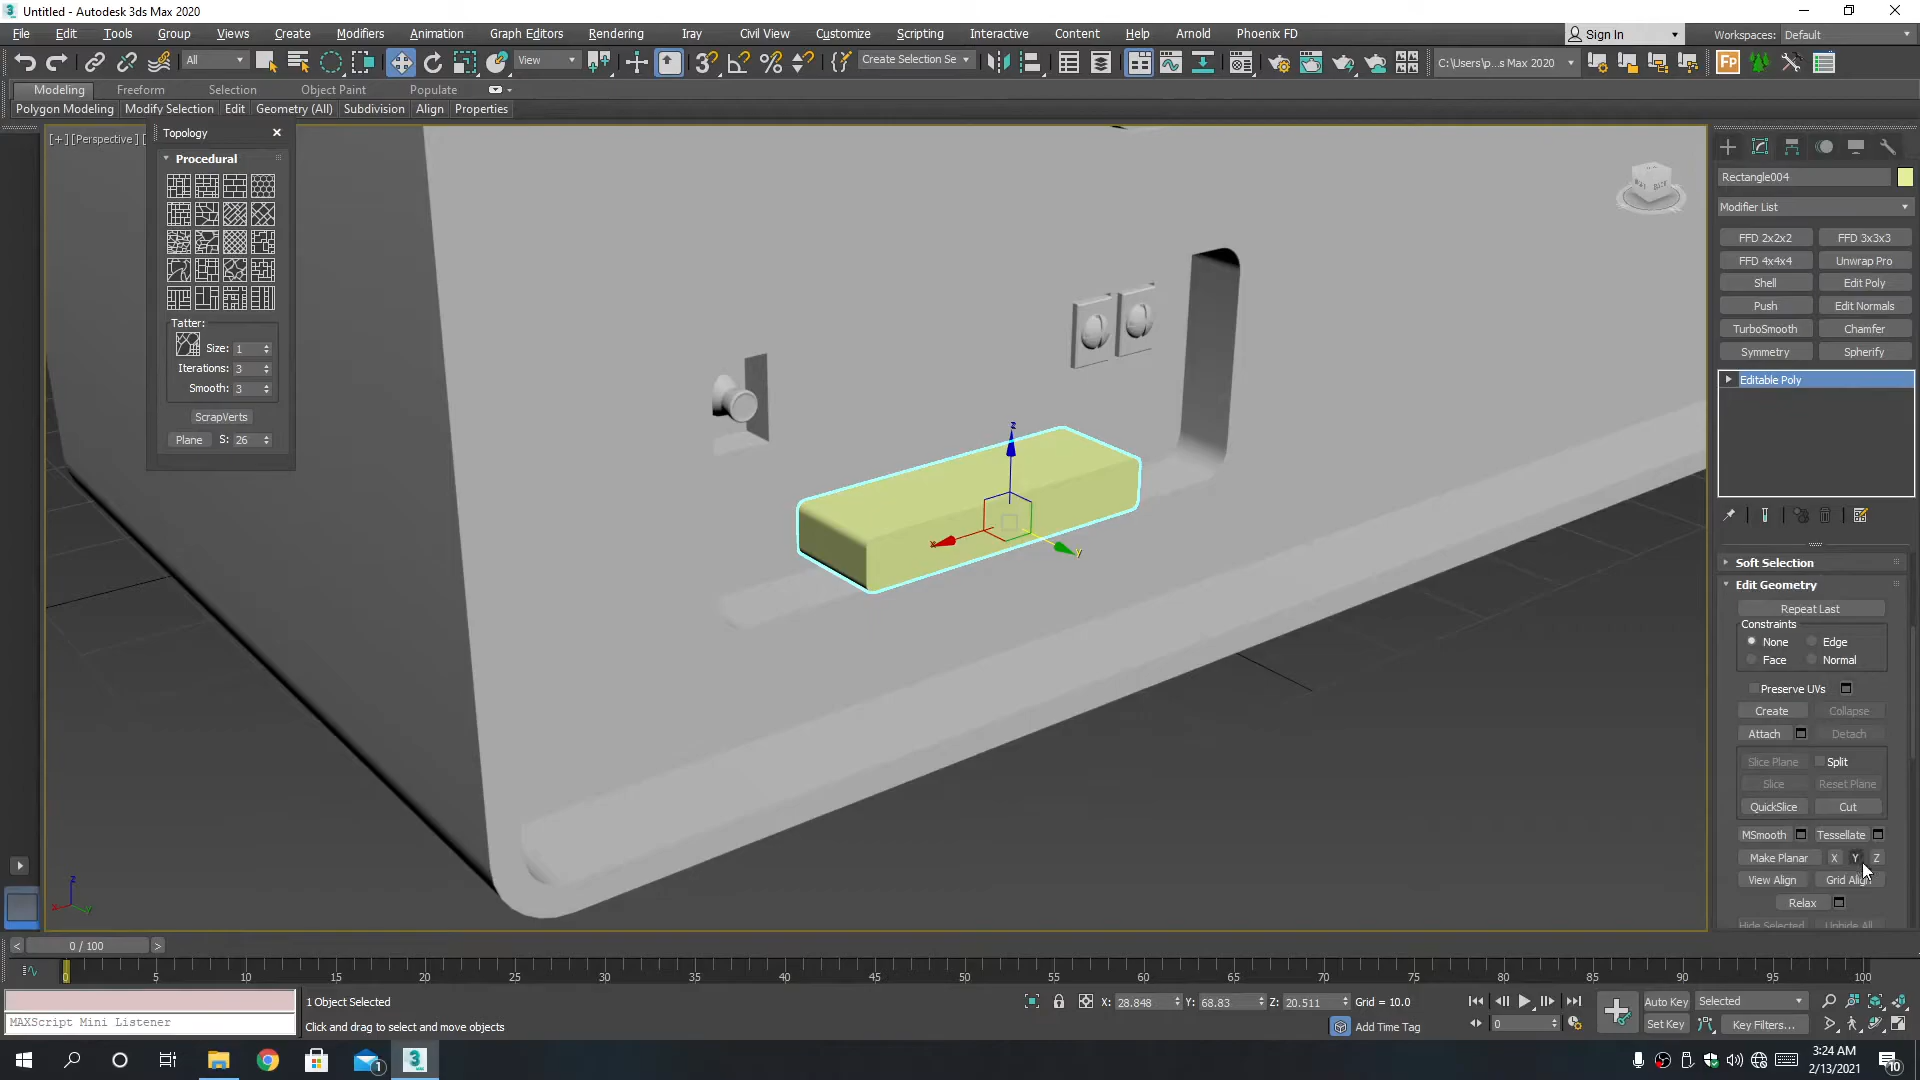 Untitled - Autodesk 3ds Max 2020
File Edit Tools Group Views Create Modifiers Animation Graph Editors Rendering Iray Civil View Customize Scripting Interactive Content Help Arnold Phoenix FD Sign In Workspaces: Default
All View Create Selection Se C:\Users\p...s Max 2020
Modeling Freeform Selection Object Paint Populate
Polygon Modeling Modify Selection Edit Geometry (All) Subdivision Align Properties
Topology
[+] [Perspective] [
Procedural
Tatter:
Size: 1
Iterations: 3
Smooth: 3
ScrapVerts
Plane S: 26
z
x
y
Rectangle004
Modifier List
FFD 2x2x2 FFD 3x3x3
FFD 4x4x4 Unwrap Pro
Shell Edit Poly
Push Edit Normals
TurboSmooth Chamfer
Symmetry Spherify
Editable Poly
Soft Selection
Edit Geometry
Repeat Last
Constraints
None Edge
Face Normal
Preserve UVs
Create Collapse
Attach Detach
Slice Plane Split
Slice Reset Plane
QuickSlice Cut
MSmooth Tessellate
Make Planar X Y Z
View Align Grid Align
Relax
Hide Selected Unhide All
0 / 100
0 5 10 15 20 25 30 35 40 45 50 55 60 65 70 75 80 85 90 95 100
1 Object Selected
X: 28.848 Y: 68.83 Z: 20.511 Grid = 10.0
Auto Key Selected
MAXScript Mini Listener
Click and drag to select and move objects
Add Time Tag
0
Set Key Key Filters...
3:24 AM
2/13/2021
1
3
10